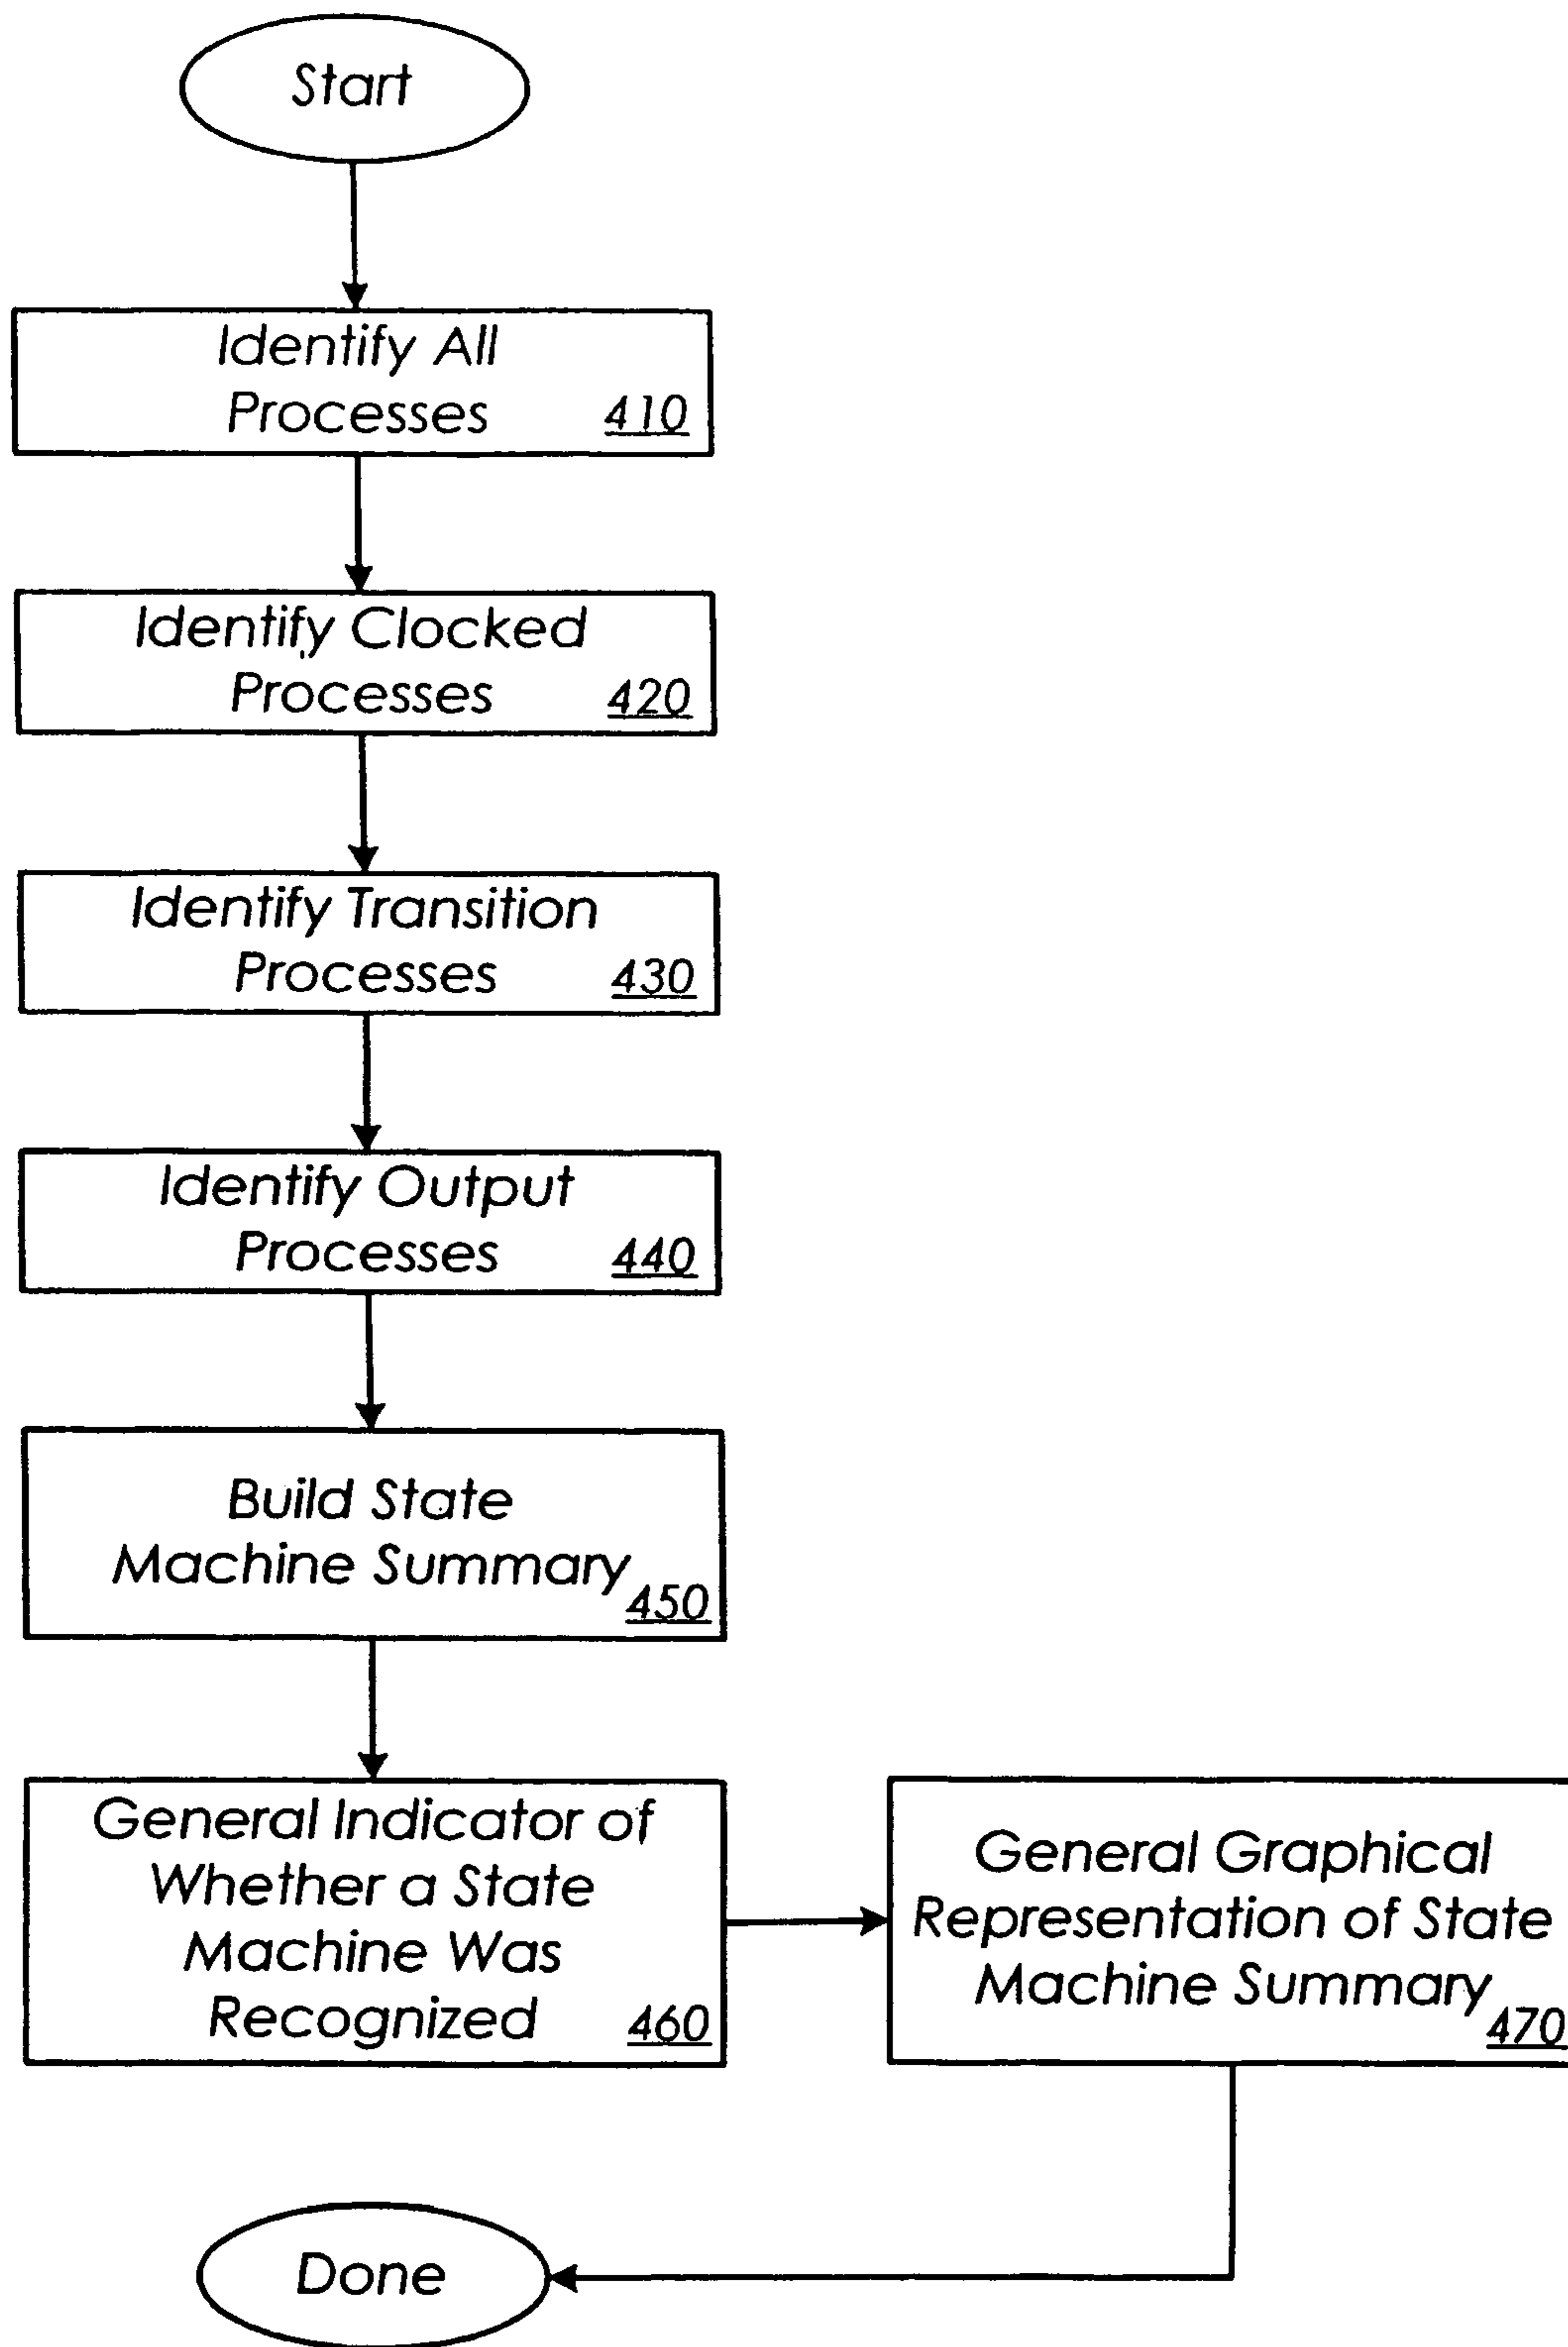 Start
Identify All
Processes 410
Identify Clocked
Processes 420
Identify Transition
Processes 430
Identify Output
Processes 440
Build State
Machine Summary
450
General Indicator of
Whether a State
Machine Was
Recognized 460
General Graphical
Representation of State
Machine Summary
470
Done